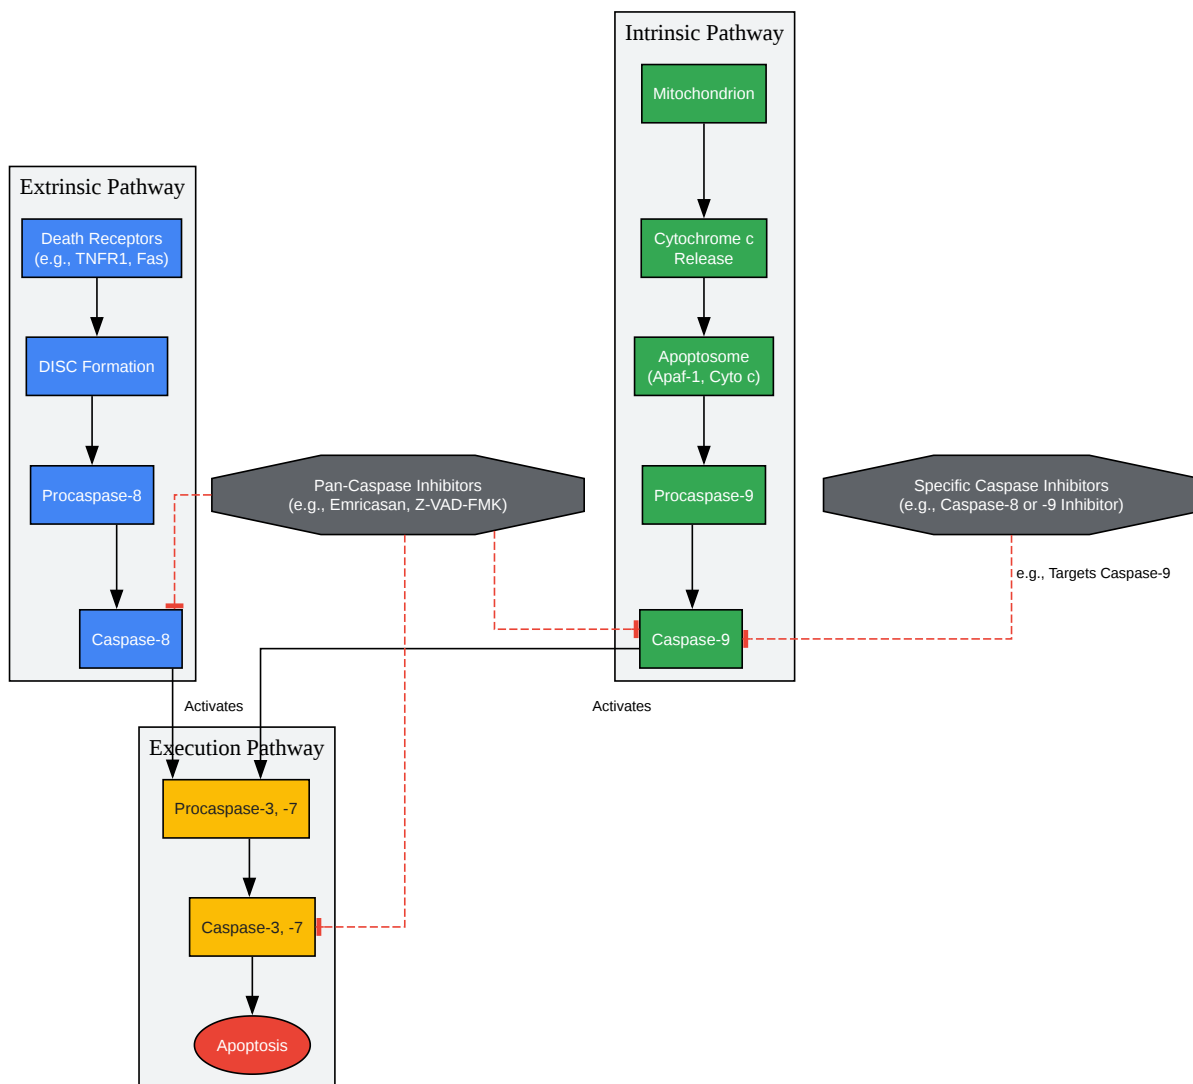 Intrinsic Pathway
Mitochondrion
Extrinsic Pathway
Death Receptors
(e.g., TNFR1, Fas)
Cytochrome c
Release
DISC Formation
Apoptosome
(Apaf-1, Cyto c)
Procaspase-8
Pan-Caspase Inhibitors
(e.g., Emricasan, Z-VAD-FMK)
Procaspase-9
Specific Caspase Inhibitors
(e.g., Caspase-8 or -9 Inhibitor)
e.g., Targets Caspase-9
Caspase-8
Caspase-9
Activates
Activates
Execution Pathway
Procaspase-3, -7
Caspase-3, -7
Apoptosis